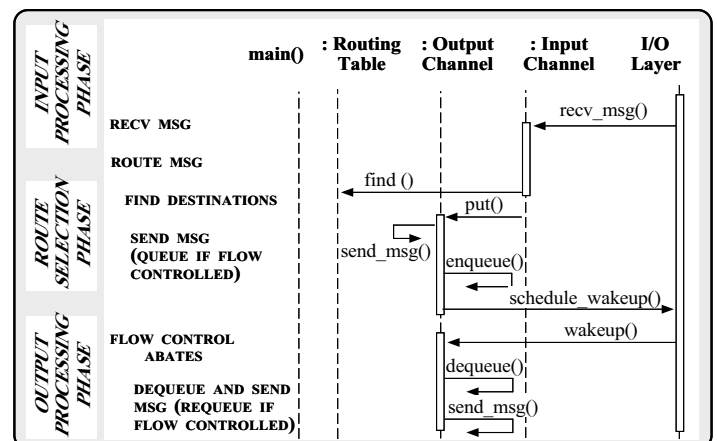 main()
: Routing
Table
: Output
Channel
: Input
Channel
I/O
Layer
INPUT
PROCESSING
PHASE
RECV MSG
recv_msg()
ROUTE MSG
ROUTE
SELECTION
PHASE
find ()
FIND DESTINATIONS
put()
SEND MSG
(QUEUE IF FLOW
CONTROLLED)
send_msg()
enqueue()
schedule_wakeup()
OUTPUT
PROCESSING
PHASE
FLOW CONTROL
ABATES
wakeup()
dequeue()
DEQUEUE AND SEND
MSG (REQUEUE IF
FLOW CONTROLLED)
send_msg()